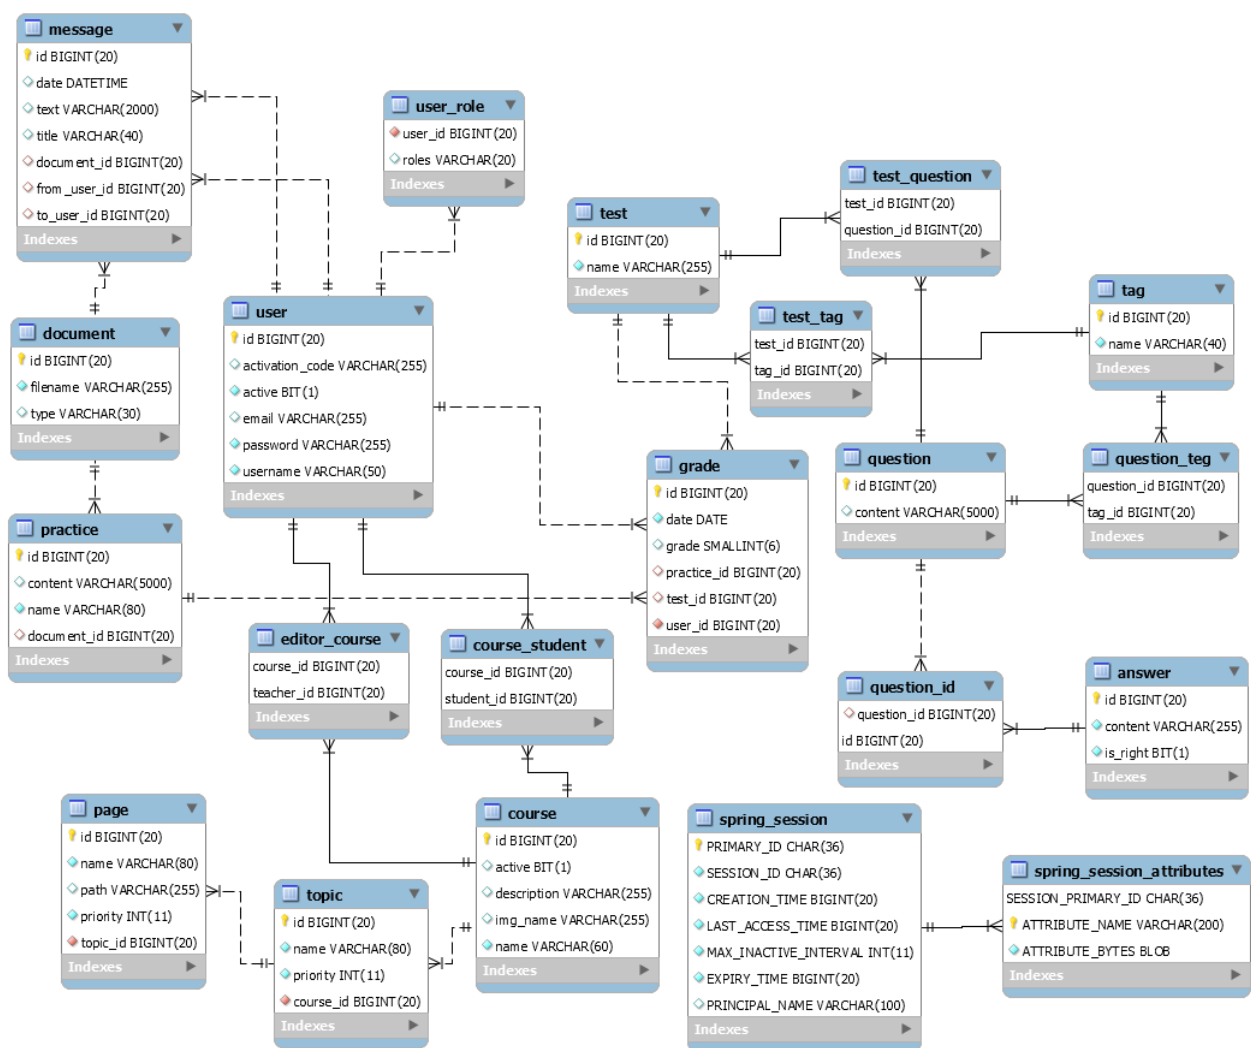 message
id BIGINT(20)
date DATETIME
text VARCHAR(2000)
title VARCHAR(40)
document_id BIGINT(20)
from_user_id BIGINT(20)
to_user_id BIGINT(20)
Indexes
user_role
user_id BIGINT(20)
roles VARCHAR(20)
Indexes
test
id BIGINT(20)
name VARCHAR(255)
Indexes
test_question
test_id BIGINT(20)
question_id BIGINT(20)
Indexes
document
id BIGINT(20)
filename VARCHAR(255)
type VARCHAR(30)
Indexes
user
id BIGINT(20)
activation_code VARCHAR(255)
active BIT(1)
email VARCHAR(255)
password VARCHAR(255)
username VARCHAR(50)
Indexes
test_tag
test_id BIGINT(20)
tag_id BIGINT(20)
Indexes
tag
id BIGINT(20)
name VARCHAR(40)
Indexes
practice
id BIGINT(20)
content VARCHAR(5000)
name VARCHAR(80)
document_id BIGINT(20)
Indexes
grade
id BIGINT(20)
date DATE
grade SMALLINT(6)
practice_id BIGINT(20)
test_id BIGINT(20)
user_id BIGINT(20)
Indexes
question
id BIGINT(20)
content VARCHAR(5000)
Indexes
question_teg
question_id BIGINT(20)
tag_id BIGINT(20)
Indexes
editor_course
course_id BIGINT(20)
teacher_id BIGINT(20)
Indexes
course_student
course_id BIGINT(20)
student_id BIGINT(20)
Indexes
question_id
question_id BIGINT(20)
id BIGINT(20)
Indexes
answer
id BIGINT(20)
content VARCHAR(255)
is_right BIT(1)
Indexes
page
id BIGINT(20)
name VARCHAR(80)
path VARCHAR(255)
priority INT(11)
topic_id BIGINT(20)
Indexes
topic
id BIGINT(20)
name VARCHAR(80)
priority INT(11)
course_id BIGINT(20)
Indexes
course
id BIGINT(20)
active BIT(1)
description VARCHAR(255)
img_name VARCHAR(255)
name VARCHAR(60)
Indexes
spring_session
PRIMARY_ID CHAR(36)
SESSION_ID CHAR(36)
CREATION_TIME BIGINT(20)
LAST_ACCESS_TIME BIGINT(20)
MAX_INACTIVE_INTERVAL INT(11)
EXPIRY_TIME BIGINT(20)
PRINCIPAL_NAME VARCHAR(100)
Indexes
spring_session_attributes
SESSION_PRIMARY_ID CHAR(36)
ATTRIBUTE_NAME VARCHAR(200)
ATTRIBUTE_BYTES BLOB
Indexes